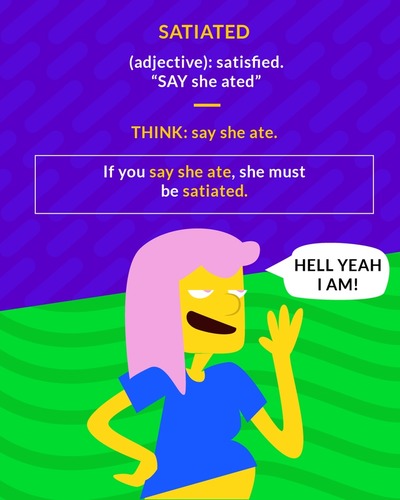 SATIATED
(adjective): satisfied.
“SAY she ated”
THINK: say she ate.
If you say she ate, she must
be satiated.
HELL YEAH
I AM!